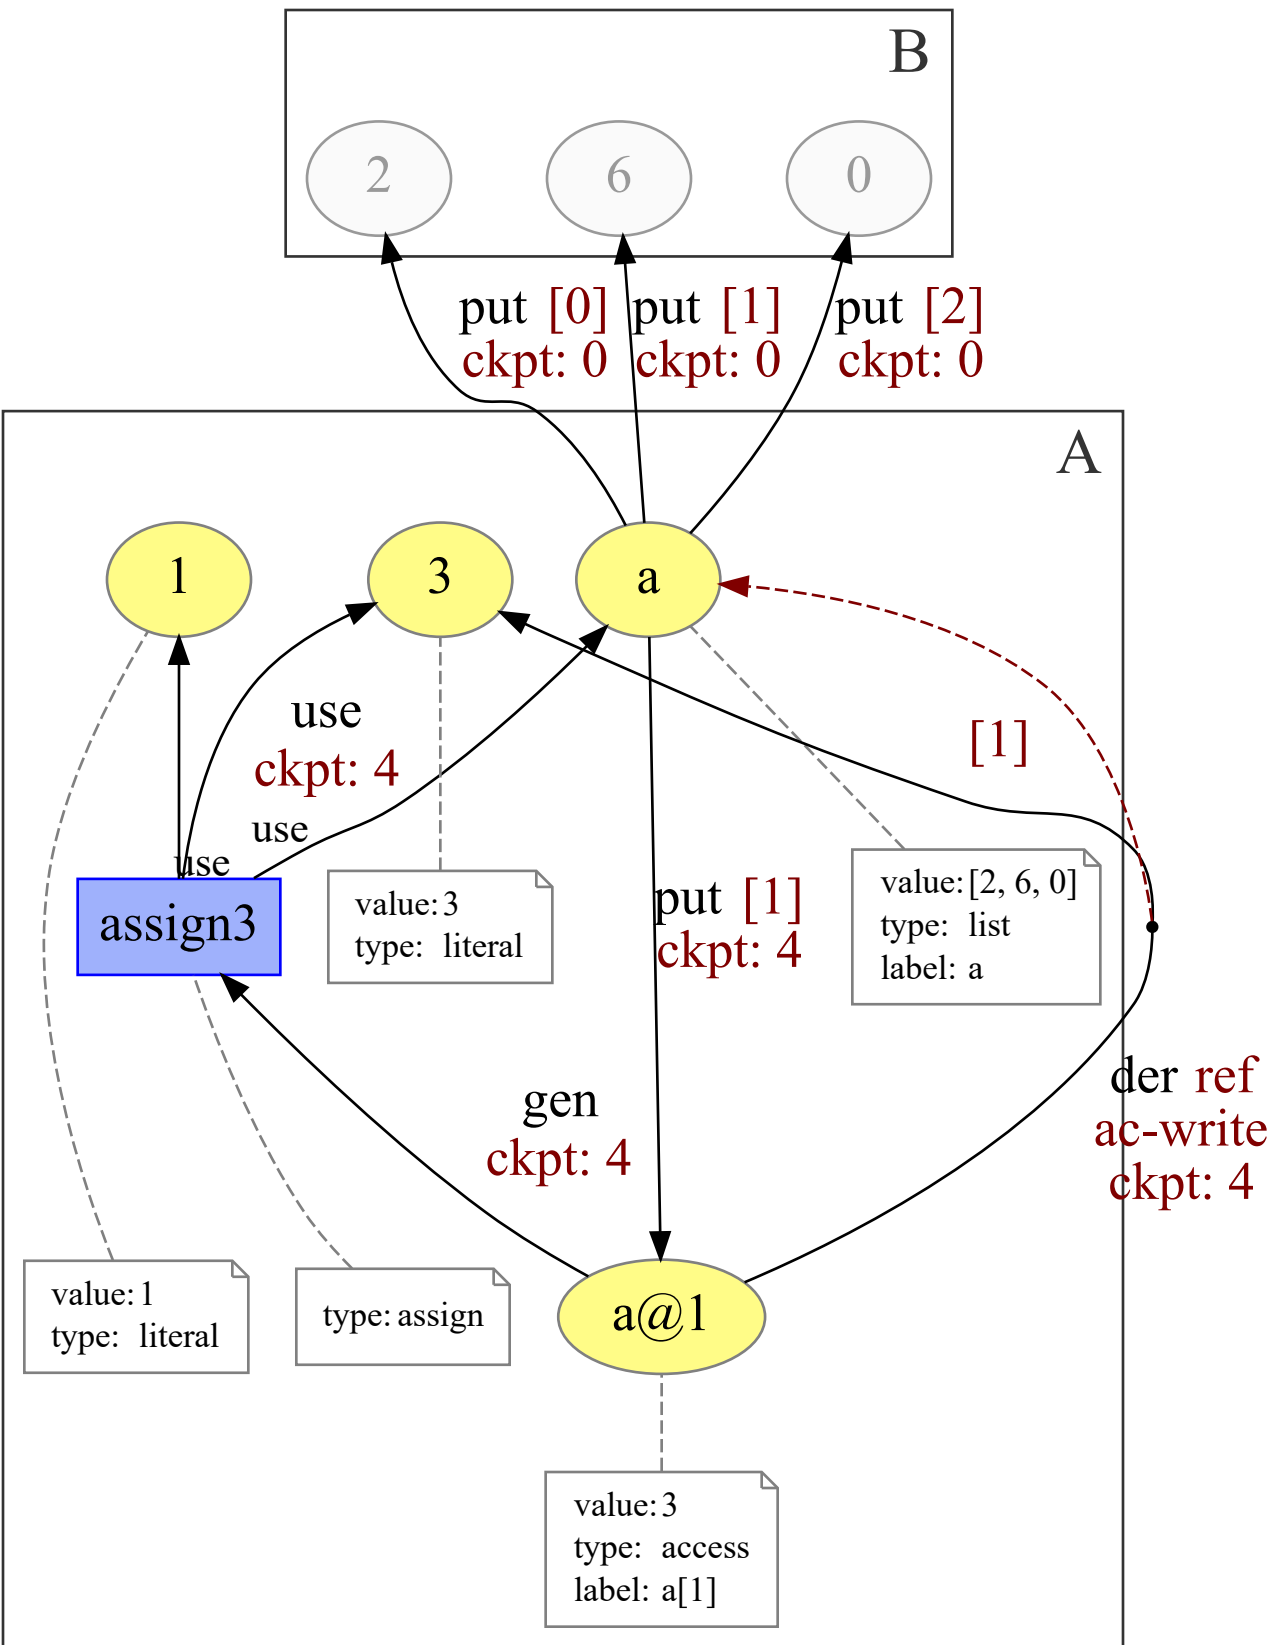 B
2 6 0
put [0] put [1] put [2]
ckpt: 0 ckpt: 0 ckpt: 0
A
1 3 a
use
ckpt: 4
[1]
use
use
assign3
value: 3
type: literal
put [1]
ckpt: 4
value: [2, 6, 0]
type: list
label: a
gen
ckpt: 4
der ref
ac-write
ckpt: 4
value: 1
type: literal
type: assign
a@1
value: 3
type: access
label: a[1]